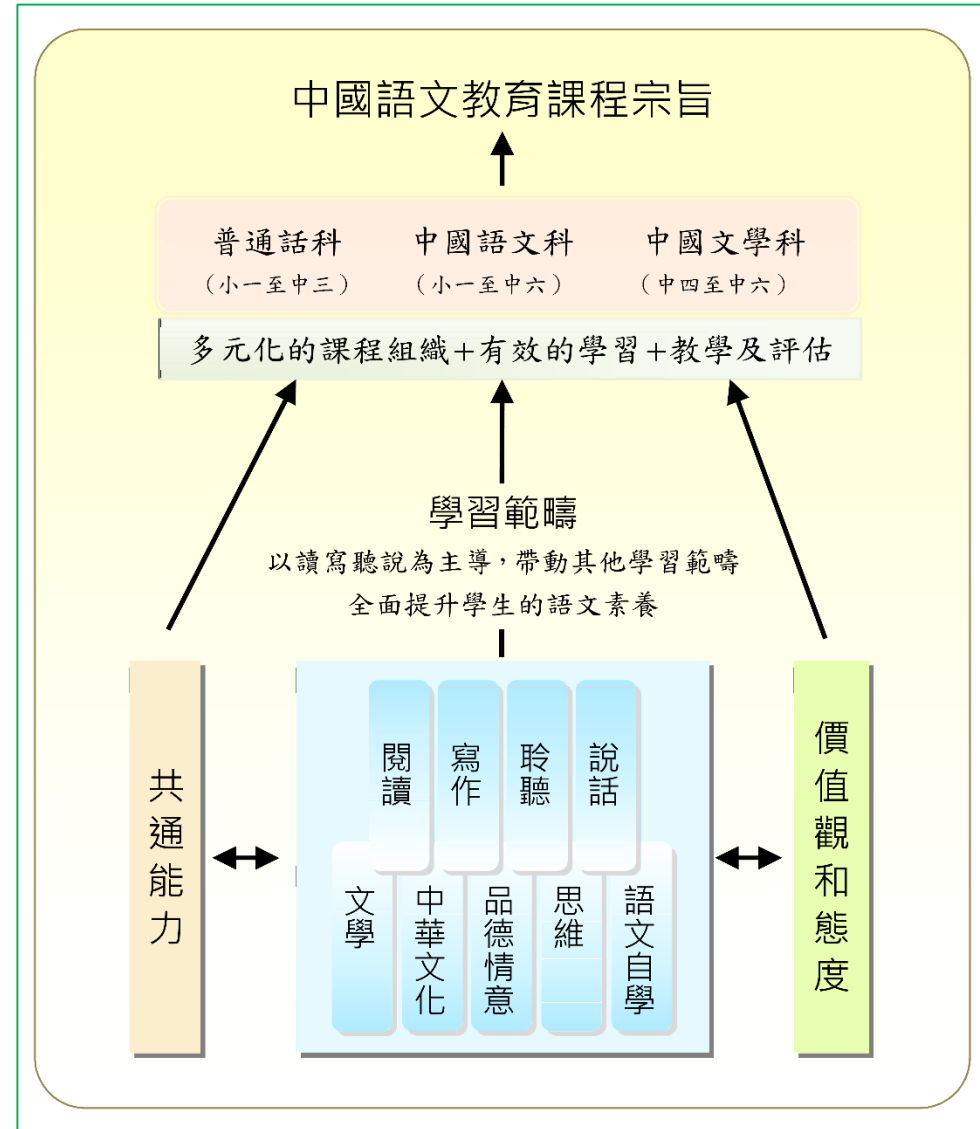 中國語文教育課程宗旨
普通話科 中國語文科 中國文學科
（小一至中三） （小一至中六） （中四至中六）
多元化的課程組織+有效的學習+教學及評估
學習範疇
以讀寫聽說為主導，帶動其他學習範疇
全面提升學生的語文素養
共通能力
閱讀
寫作
聆聽
說話
文學
中華文化
品德情意
思維
語文自學
價值觀和態度